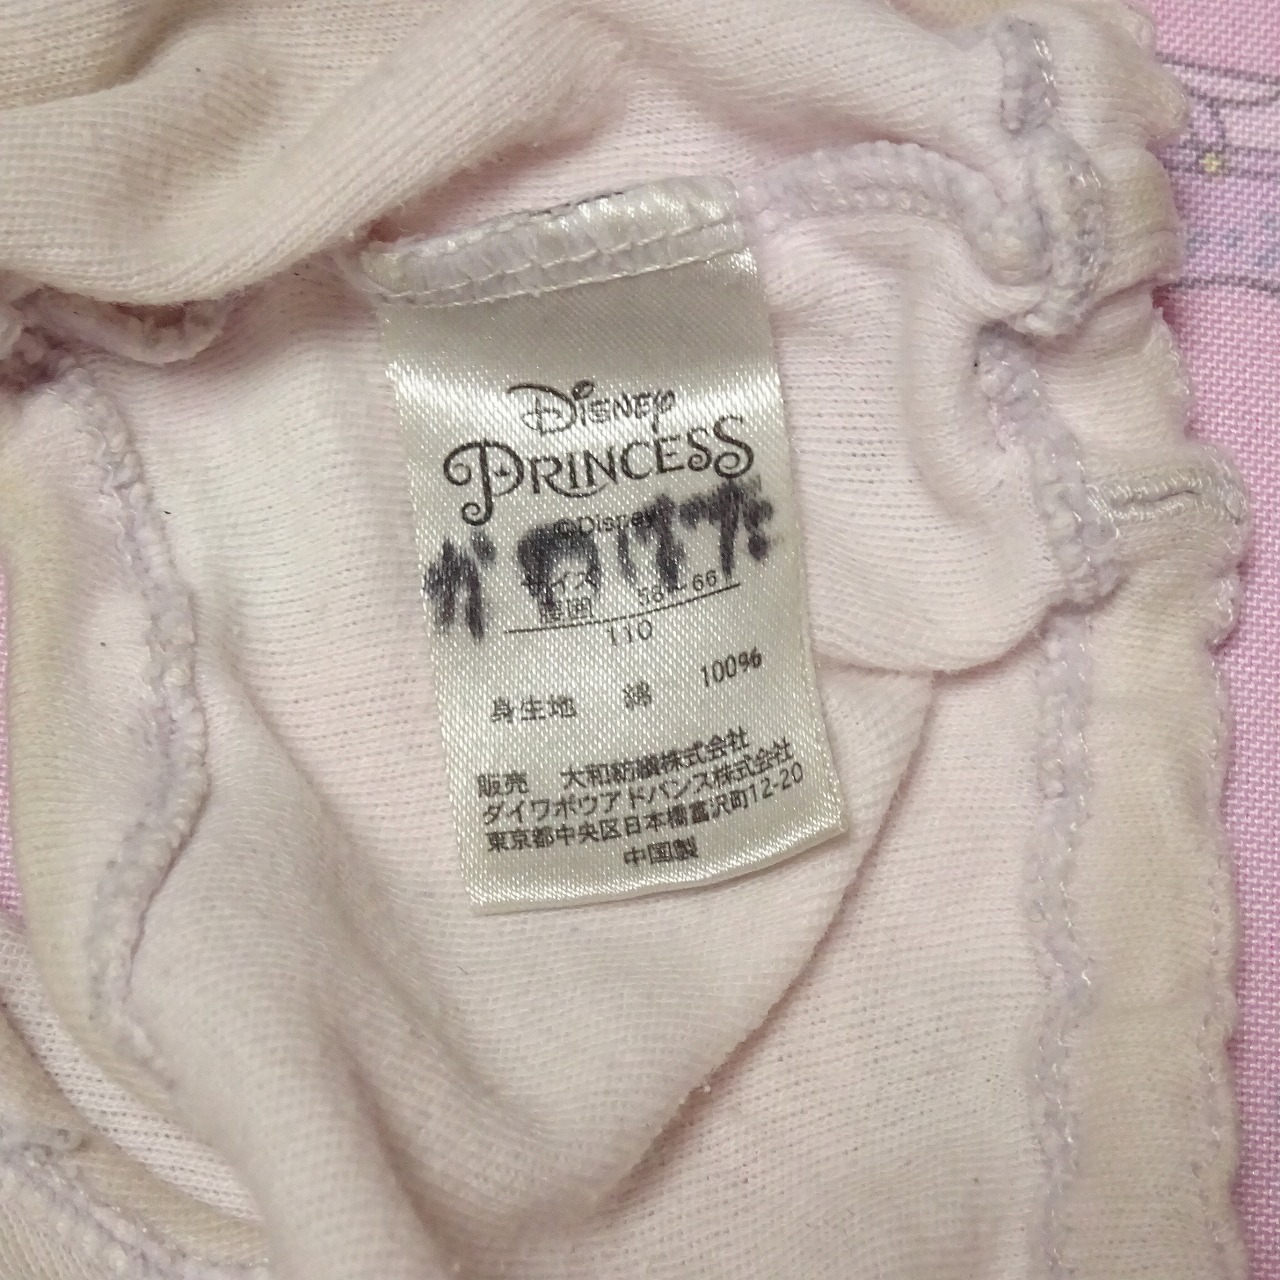 Disney
PRINCESS
©Disney
サイズ
腰囲 58~66
110
身生地 綿 100%
販売 大和紡績株式会社
ダイワボウアドバンス株式会社
東京都中央区日本橋富沢町12-20
中国製